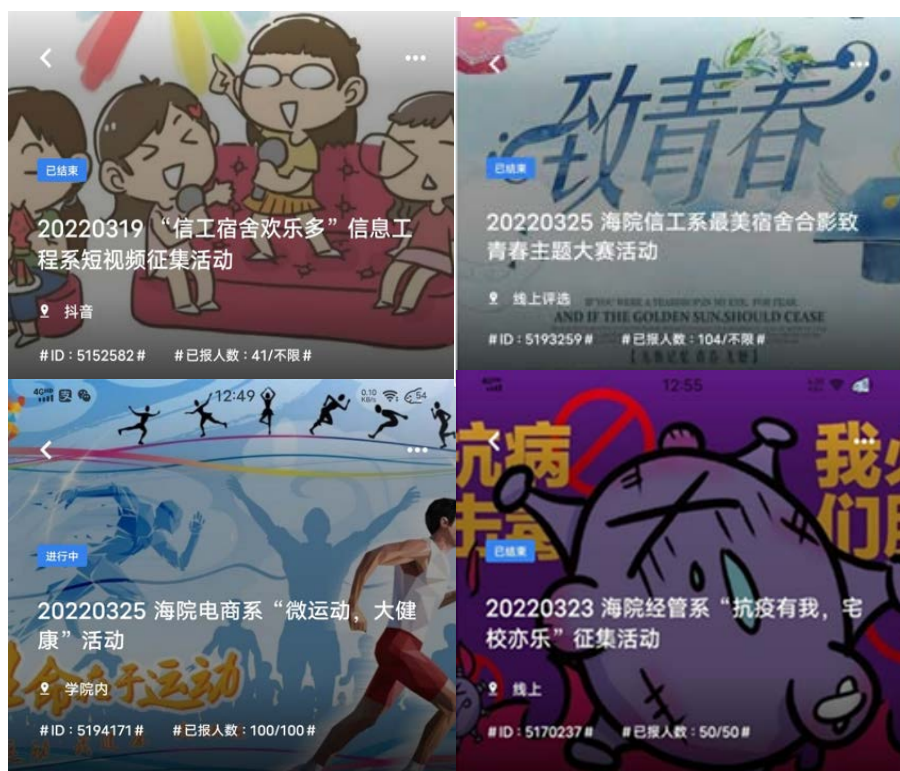 已结束
20220319 “信工宿舍欢乐多”信息工
程系短视频征集活动
抖音
#ID：5152582# #已报人数：41/不限#
致青春
已结束
20220325 海院信工系最美宿舍合影致
青春主题大赛活动
线上评选
AND IF THE GOLDEN SUN,SHOULD CEASE
#ID：5193259# #已报人数：104/不限#
12:49
54
进行中
20220325 海院电商系“微运动，大健
康”活动
学院内
#ID：5194171# #已报人数：100/100#
12:55
抗病
我
们
已结束
20220323 海院经管系“抗疫有我，宅
校亦乐”征集活动
线上
#ID：5170237# #已报人数：50/50#